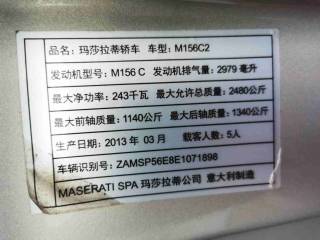 品名: 玛莎拉蒂轿车 车型: M156C2
发动机型号: M156 C 发动机排气量: 2979 毫升
最大净功率: 243千瓦 最大允许总质量: 2480公斤
最大前轴质量: 1140公斤 最大后轴质量: 1340公斤
生产日期: 2013 年 03 月 载客人数: 5人
车辆识别号: ZAMSP56E8E1071898
MASERATI SPA 玛莎拉蒂公司 意大利制造